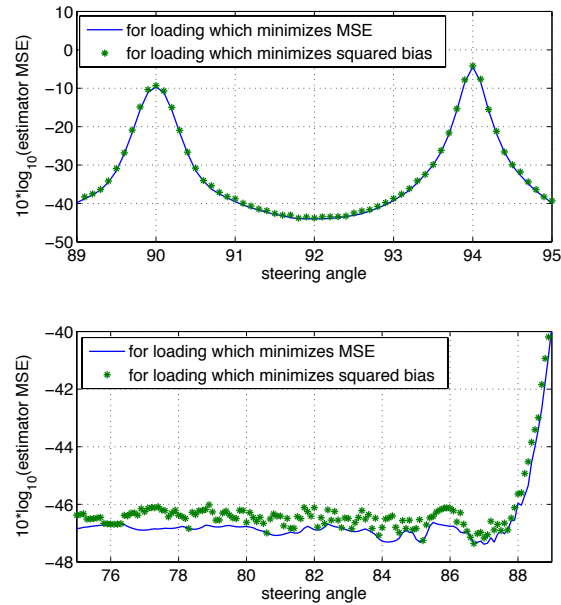 10
0
−10
−20
−30
−40
−50
10*log10(estimator MSE)
for loading which minimizes MSE
for loading which minimizes squared bias
89 90 91 92 93 94 95
steering angle
−40
−42
−44
−46
−48
10*log10(estimator MSE)
for loading which minimizes MSE
for loading which minimizes squared bias
76 78 80 82 84 86 88
steering angle